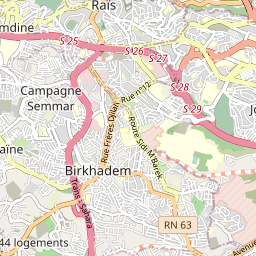 mdine
Raïs
S 25
S 26
S 27
S 28
S 29
Campagne
Semmar
Rue n°12
Rue Frères Djilali
Route Sidi M'Barek
Jo
aine
Birkhadem
Trans Sahara
RN 63
44 logements
Avenue